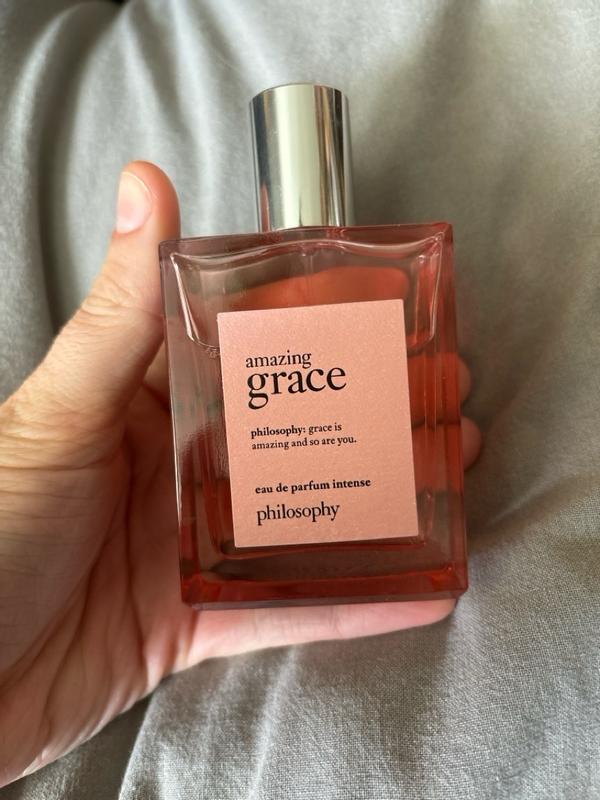 amazing
grace
philosophy: grace is
amazing and so are you.
eau de parfum intense
philosophy